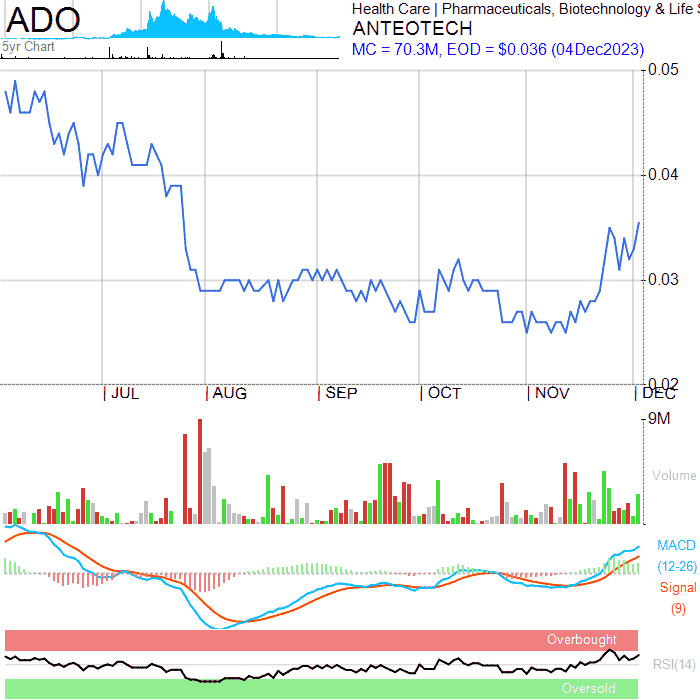 ADO
5yr Chart
Health Care | Pharmaceuticals, Biotechnology & Life S
ANTEOTECH
MC = 70.3M, EOD = $0.036 (04Dec2023)
0.05
0.04
0.03
0.02
JUL
AUG
SEP
OCT
NOV
DEC
9M
Volume
MACD
(12-26)
Signal
(9)
Overbought
RSI(14)
Oversold